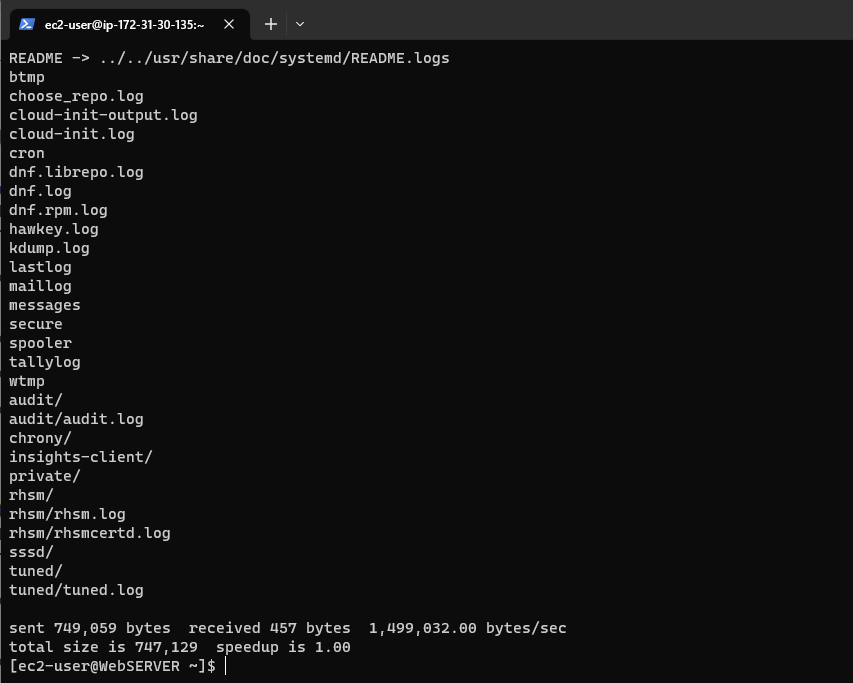 ec2-user@ip-172-31-30-135:~
README -> ../../usr/share/doc/systemd/README.logs
btmp
choose_repo.log
cloud-init-output.log
cloud-init.log
cron
dnf.librepo.log
dnf.log
dnf.rpm.log
hawkey.log
kdump.log
lastlog
maillog
messages
secure
spooler
tallylog
wtmp
audit/
audit/audit.log
chrony/
insights-client/
private/
rhsm/
rhsm/rhsm.log
rhsm/rhsmcertd.log
sssd/
tuned/
tuned/tuned.log
sent 749,059 bytes  received 457 bytes  1,499,032.00 bytes/sec
total size is 747,129  speedup is 1.00
[ec2-user@WebSERVER ~]$